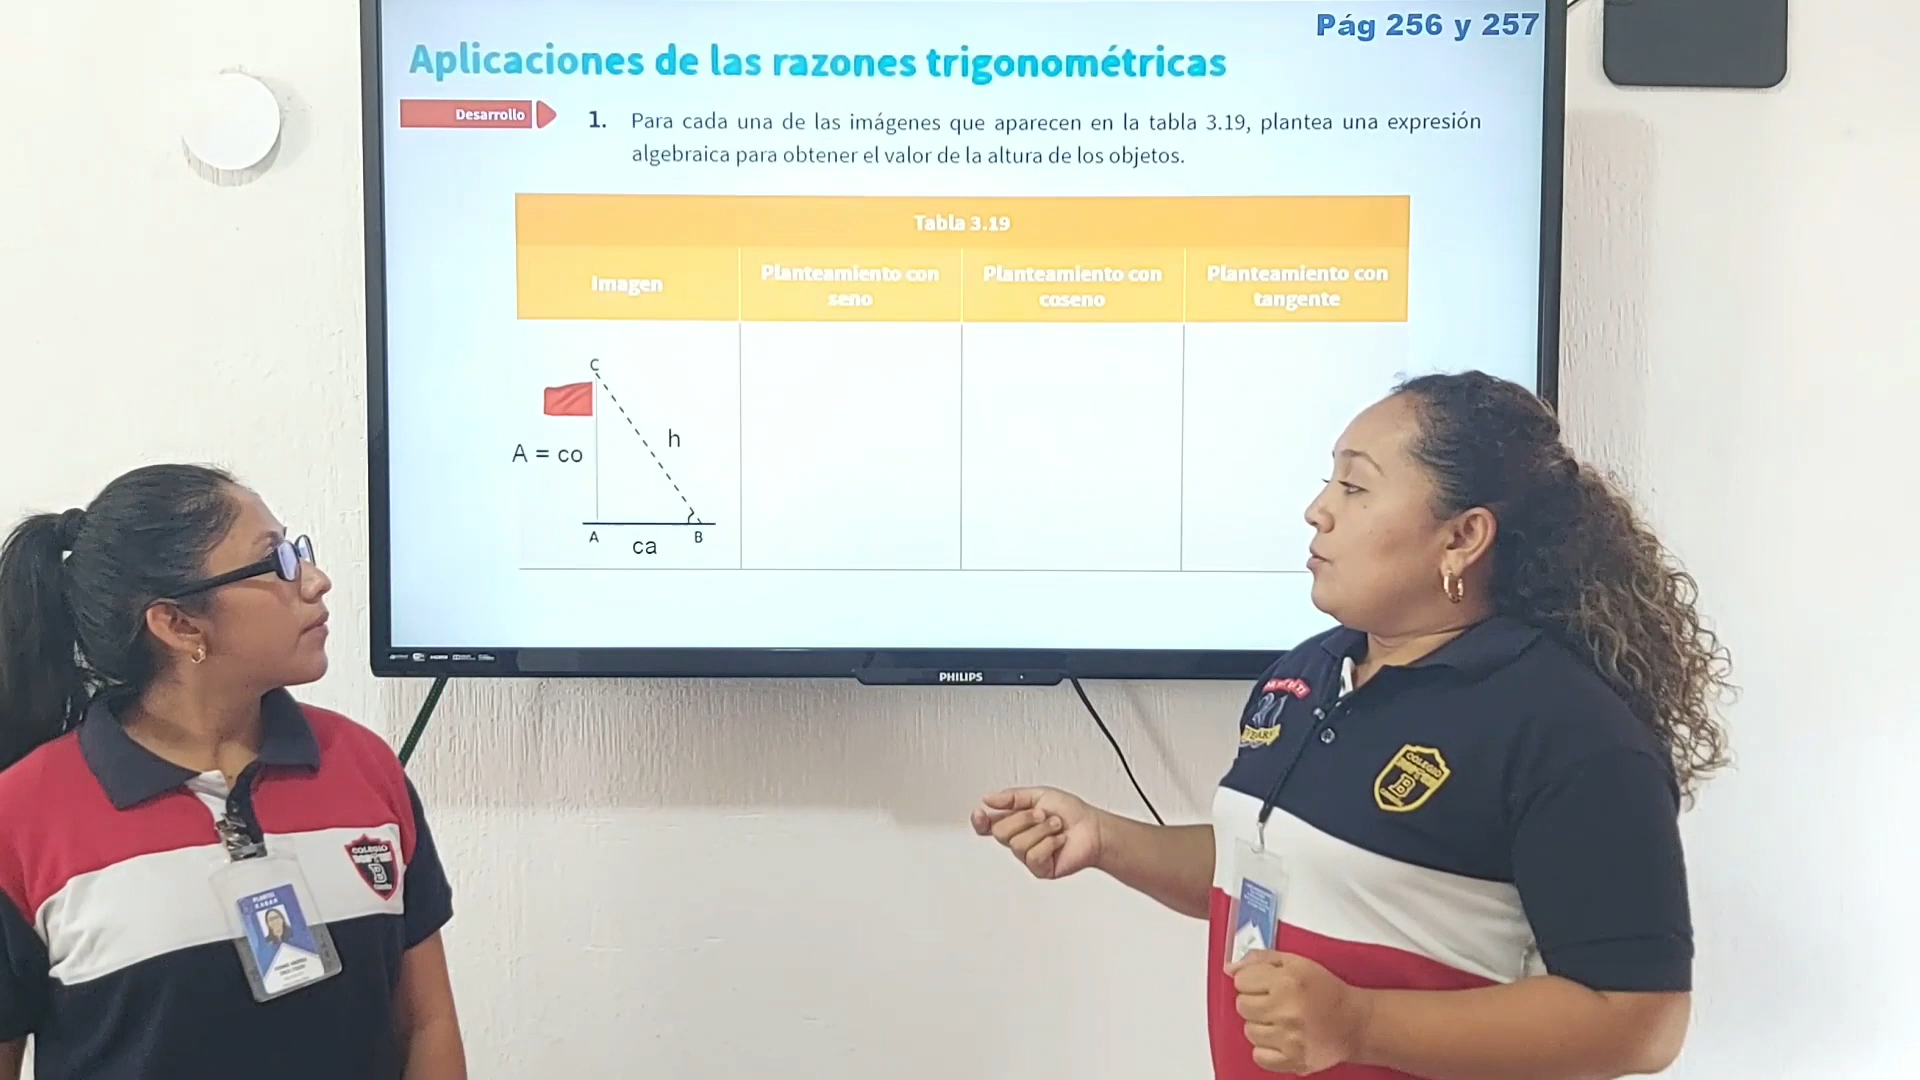 Pág 256 y 257
Aplicaciones de las razones trigonométricas
Desarrollo
1. Para cada una de las imágenes que aparecen en la tabla 3.19, plantea una expresión
algebraica para obtener el valor de la altura de los objetos.
Tabla 3.19
Imagen
Planteamiento con
seno
Planteamiento con
coseno
Planteamiento con
tangente
C
h
A = co
A
B
ca
PHILIPS
COLEGIO
B
COLEGIO
B